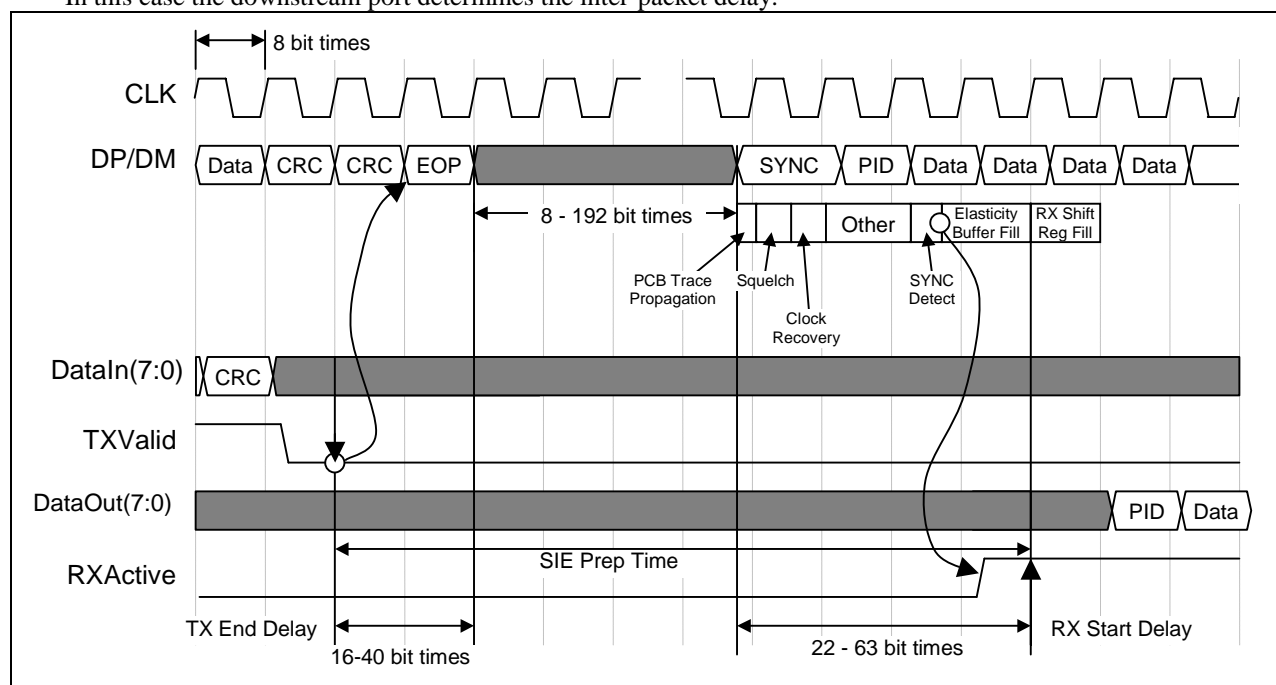 In this case the downstream port determines the inter-packet delay.
8 bit times
CLK
DP/DM
Data CRC CRC EOP SYNC PID Data Data Data Data
8 - 192 bit times
Other
Elasticity
Buffer Fill
RX Shift
Reg Fill
PCB Trace
Propagation
Squelch
SYNC
Detect
Clock
Recovery
DataIn(7:0)
CRC
TXValid
DataOut(7:0)
PID Data
SIE Prep Time
RXActive
TX End Delay
RX Start Delay
16-40 bit times
22 - 63 bit times